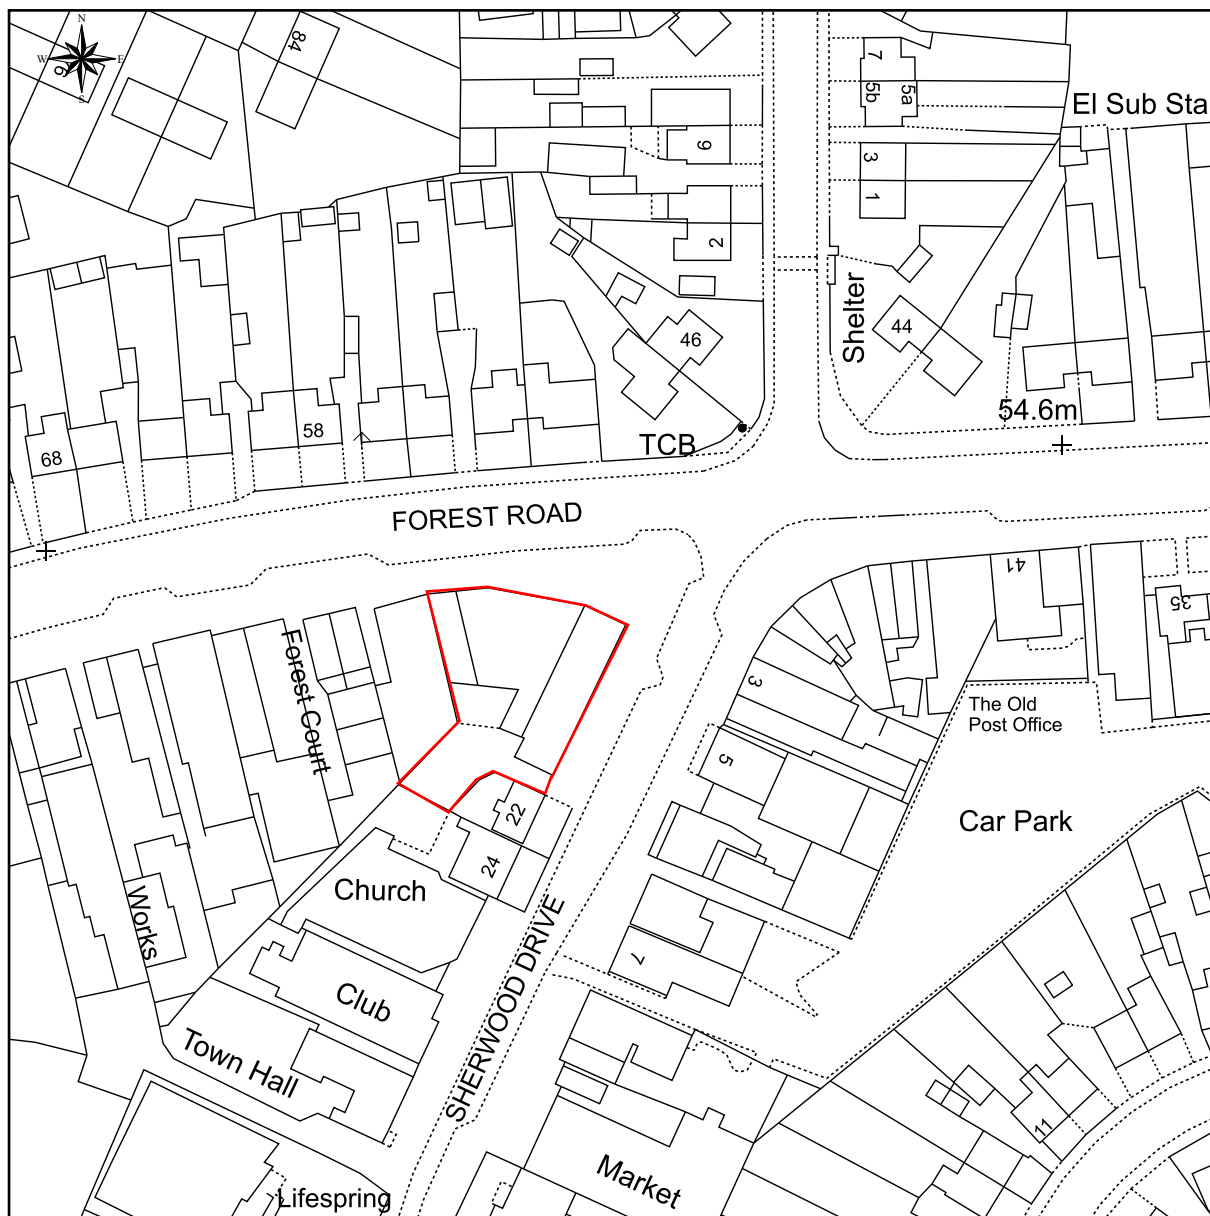 N
W
E
S
84
7
5b
5a
El Sub Sta
9
3
1
2
Shelter
44
46
54.6m
TCB
58
68
FOREST ROAD
41
35
Forest Court
3
The Old
Post Office
5
22
24
Car Park
Church
Works
7
Club
SHERWOOD DRIVE
Town Hall
11
Market
Lifespring